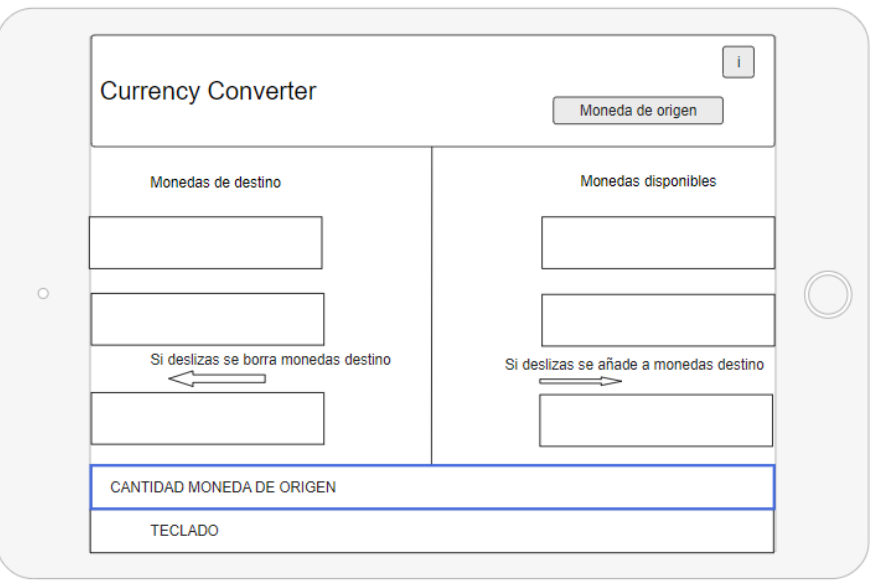 i
Currency Converter
Moneda de origen
Monedas de destino
Monedas disponibles
Si deslizas se borra monedas destino
Si deslizas se añade a monedas destino
CANTIDAD MONEDA DE ORIGEN
TECLADO